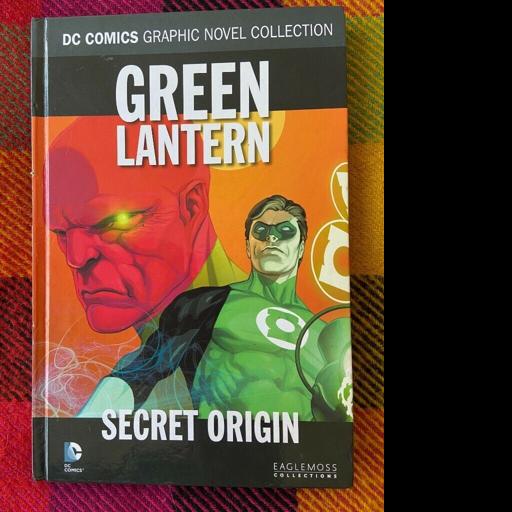 DC COMICS GRAPHIC NOVEL COLLECTION
GREEN
LANTERN
SECRET ORIGIN
DC
COMICS
EAGLEMOSS
COLLECTIONS